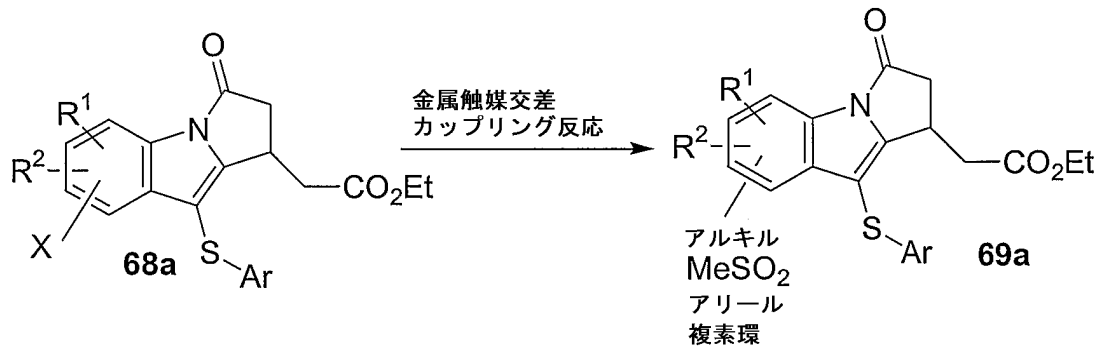 O
R¹
R²
N
CO₂Et
X
68a
S
Ar
金属触媒交差
カップリング反応
O
R¹
R²
N
CO₂Et
S
Ar
69a
アルキル
MeSO₂
アリール
複素環